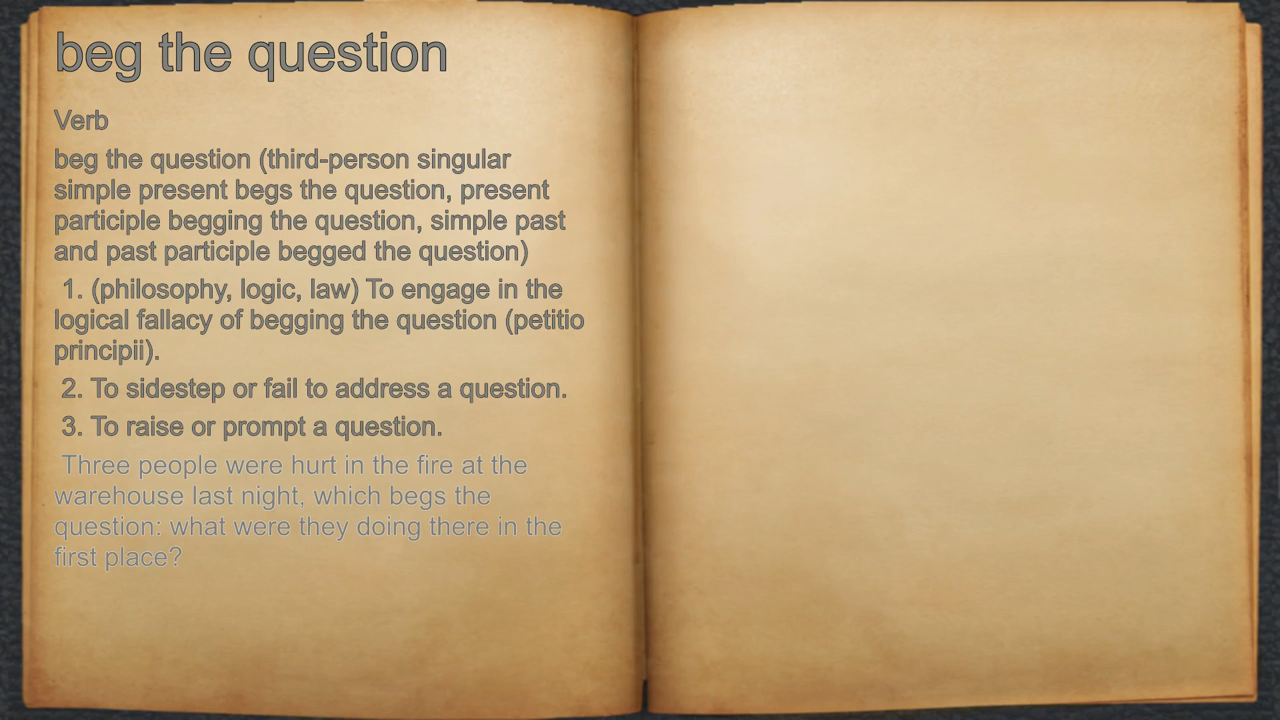 beg the question
Verb
beg the question (third-person singular
simple present begs the question, present
participle begging the question, simple past
and past participle begged the question)
1. (philosophy, logic, law) To engage in the
logical fallacy of begging the question (petitio
principii).
2. To sidestep or fail to address a question.
3. To raise or prompt a question.
Three people were hurt in the fire at the
warehouse last night, which begs the
question: what were they doing there in the
first place?